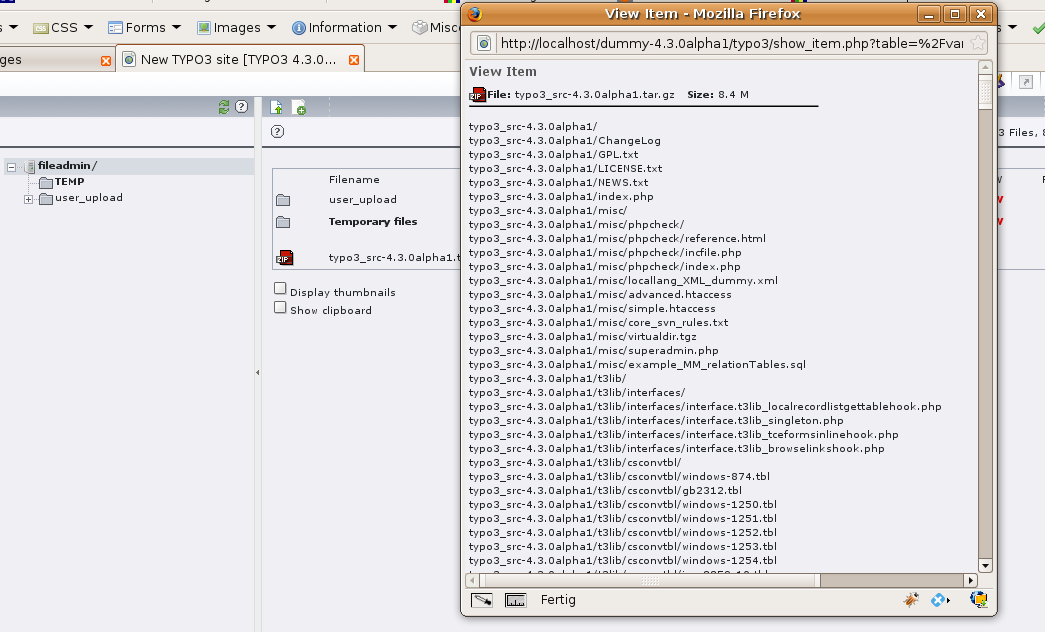 View Item - Mozilla Firefox
CSS Forms Images Information Misc
http://localhost/dummy-4.3.0alpha1/typo3/show_item.php?table=%2Fvar
ges
New TYPO3 site [TYPO3 4.3.0...
View Item
File: typo3_src-4.3.0alpha1.tar.gz Size: 8.4 M
3 Files, 8
fileadmin/
TEMP
user_upload
Filename
user_upload
Temporary files
typo3_src-4.3.0alpha1.t
Display thumbnails
Show clipboard
typo3_src-4.3.0alpha1/
typo3_src-4.3.0alpha1/ChangeLog
typo3_src-4.3.0alpha1/GPL.txt
typo3_src-4.3.0alpha1/LICENSE.txt
typo3_src-4.3.0alpha1/NEWS.txt
typo3_src-4.3.0alpha1/index.php
typo3_src-4.3.0alpha1/misc/
typo3_src-4.3.0alpha1/misc/phpcheck/
typo3_src-4.3.0alpha1/misc/phpcheck/reference.html
typo3_src-4.3.0alpha1/misc/phpcheck/incfile.php
typo3_src-4.3.0alpha1/misc/phpcheck/index.php
typo3_src-4.3.0alpha1/misc/locallang_XML_dummy.xml
typo3_src-4.3.0alpha1/misc/advanced.htaccess
typo3_src-4.3.0alpha1/misc/simple.htaccess
typo3_src-4.3.0alpha1/misc/core_svn_rules.txt
typo3_src-4.3.0alpha1/misc/virtualdir.tgz
typo3_src-4.3.0alpha1/misc/superadmin.php
typo3_src-4.3.0alpha1/misc/example_MM_relationTables.sql
typo3_src-4.3.0alpha1/t3lib/
typo3_src-4.3.0alpha1/t3lib/interfaces/
typo3_src-4.3.0alpha1/t3lib/interfaces/interface.t3lib_localrecordlistgettablehook.php
typo3_src-4.3.0alpha1/t3lib/interfaces/interface.t3lib_singleton.php
typo3_src-4.3.0alpha1/t3lib/interfaces/interface.t3lib_tceformsinlinehook.php
typo3_src-4.3.0alpha1/t3lib/interfaces/interface.t3lib_browselinkshook.php
typo3_src-4.3.0alpha1/t3lib/csconvtbl/
typo3_src-4.3.0alpha1/t3lib/csconvtbl/windows-874.tbl
typo3_src-4.3.0alpha1/t3lib/csconvtbl/gb2312.tbl
typo3_src-4.3.0alpha1/t3lib/csconvtbl/windows-1250.tbl
typo3_src-4.3.0alpha1/t3lib/csconvtbl/windows-1251.tbl
typo3_src-4.3.0alpha1/t3lib/csconvtbl/windows-1252.tbl
typo3_src-4.3.0alpha1/t3lib/csconvtbl/windows-1253.tbl
typo3_src-4.3.0alpha1/t3lib/csconvtbl/windows-1254.tbl
Fertig